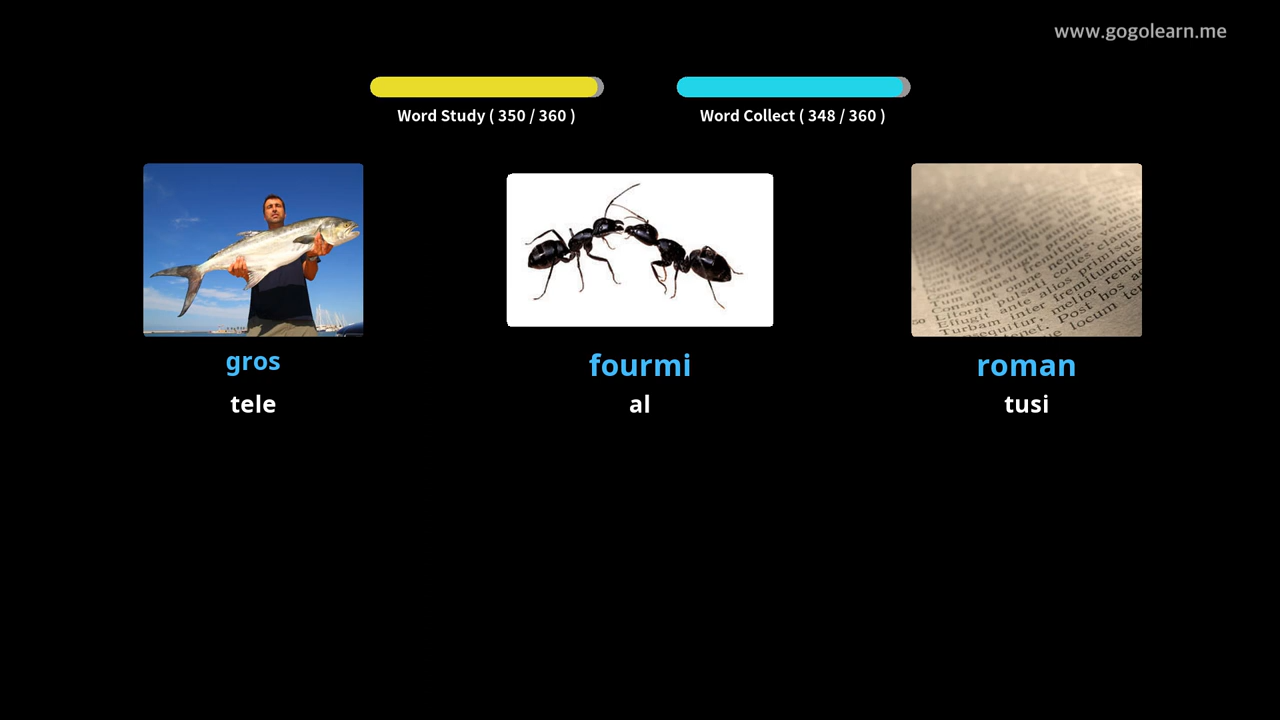 www.gogolearn.me
Word Study ( 350 / 360 )
Word Collect ( 348 / 360 )
gros
fourmi
roman
tele
al
tusi